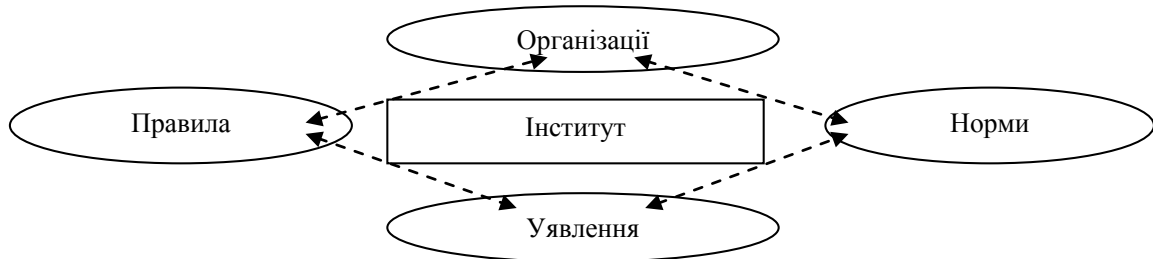 Організації
Правила
Інститут
Норми
Уявлення